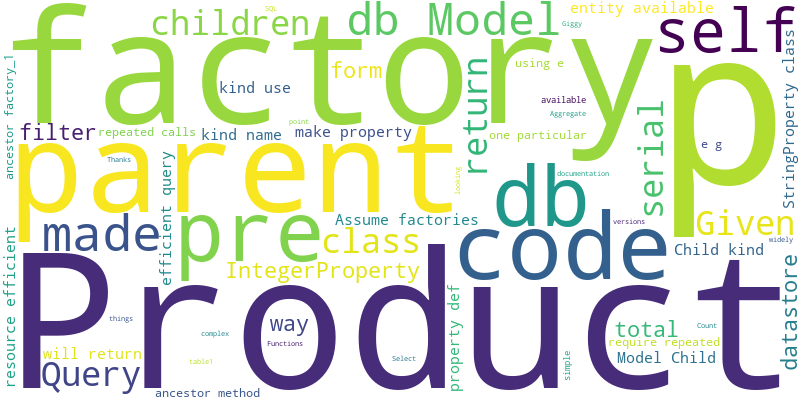 SQL
children
db Model
entity available
Giggy
self
factory
p
form
using e
kind use
available
Aggregate
ancestor factory_1
filter
repeated calls
kind name
make property
return
one particular
serial
e g
StringProperty class
point
Thanks
parent
looking
documentation
efficient query
db
made
pre
Assume factories
class
code
versions
Given
widely
Child kind
resource efficient
IntegerProperty
Product
datastore
things
way
property def
total
Count
complex
Functions
require repeated
will return
table1
Select
simple
Model Child
Query
ancestor method